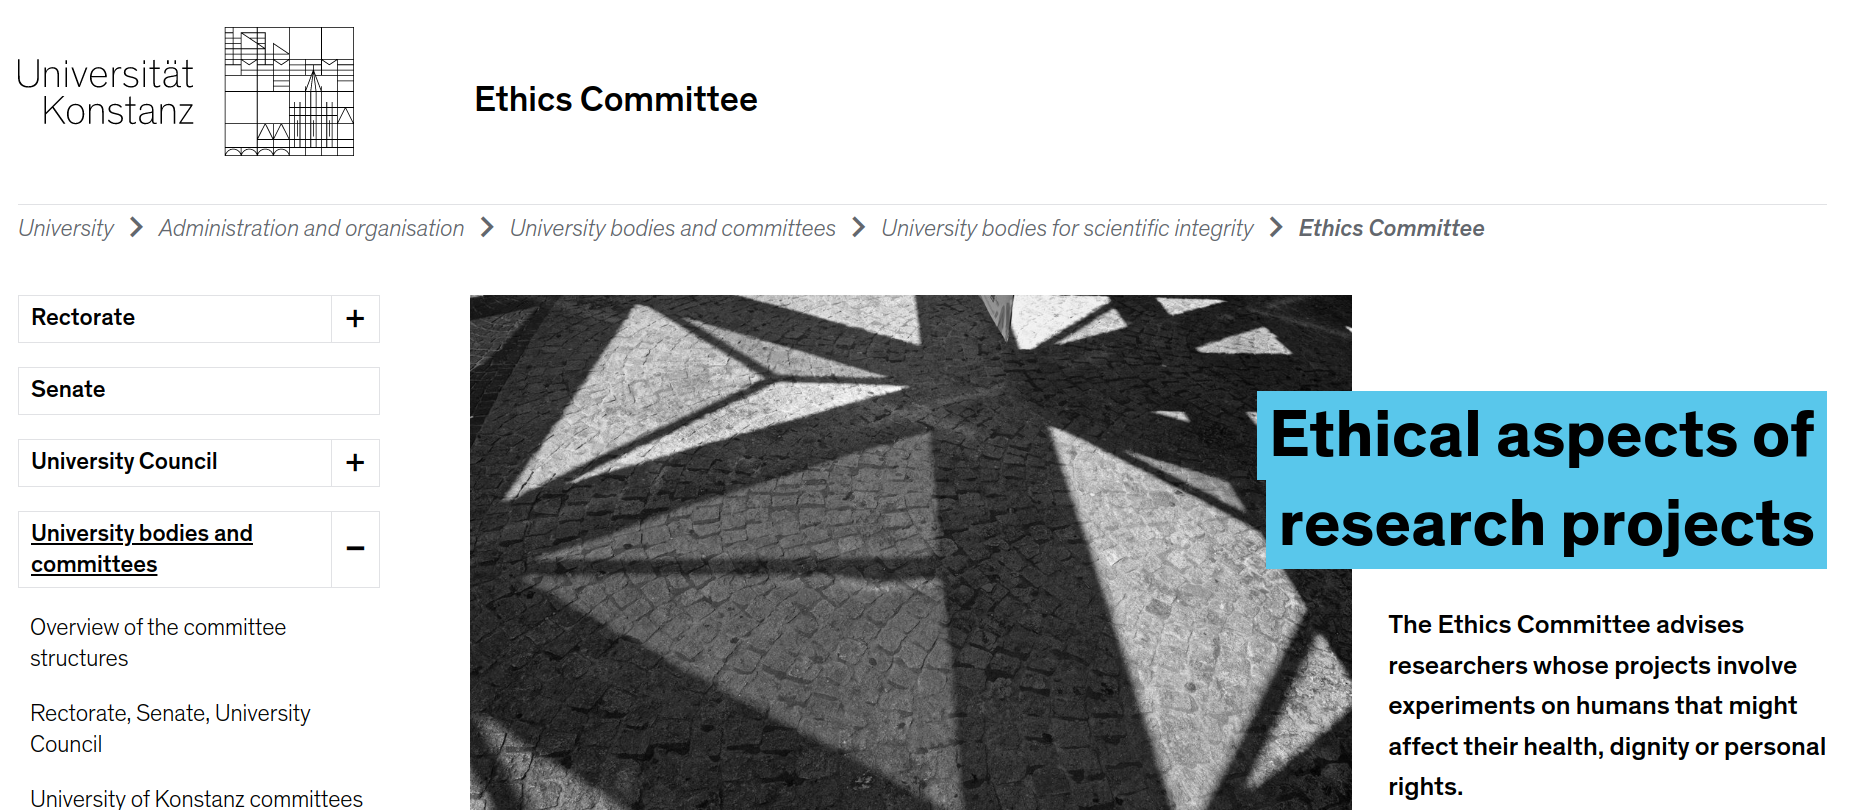 Universität
Konstanz
Ethics Committee
University > Administration and organisation > University bodies and committees > University bodies for scientific integrity > Ethics Committee
Rectorate +
Senate
University Council +
University bodies and
committees −
Overview of the committee
structures
Rectorate, Senate, University
Council
University of Konstanz committees
Ethical aspects of
research projects
The Ethics Committee advises
researchers whose projects involve
experiments on humans that might
affect their health, dignity or personal
rights.